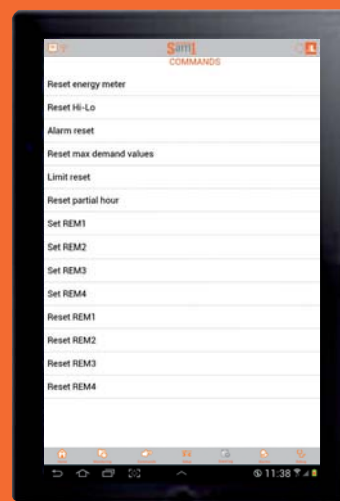 Sam1
COMMANDS
Reset energy meter
Reset Hi-Lo
Alarm reset
Reset max demand values
Limit reset
Reset partial hour
Set REM1
Set REM2
Set REM3
Set REM4
Reset REM1
Reset REM2
Reset REM3
Reset REM4
11:38